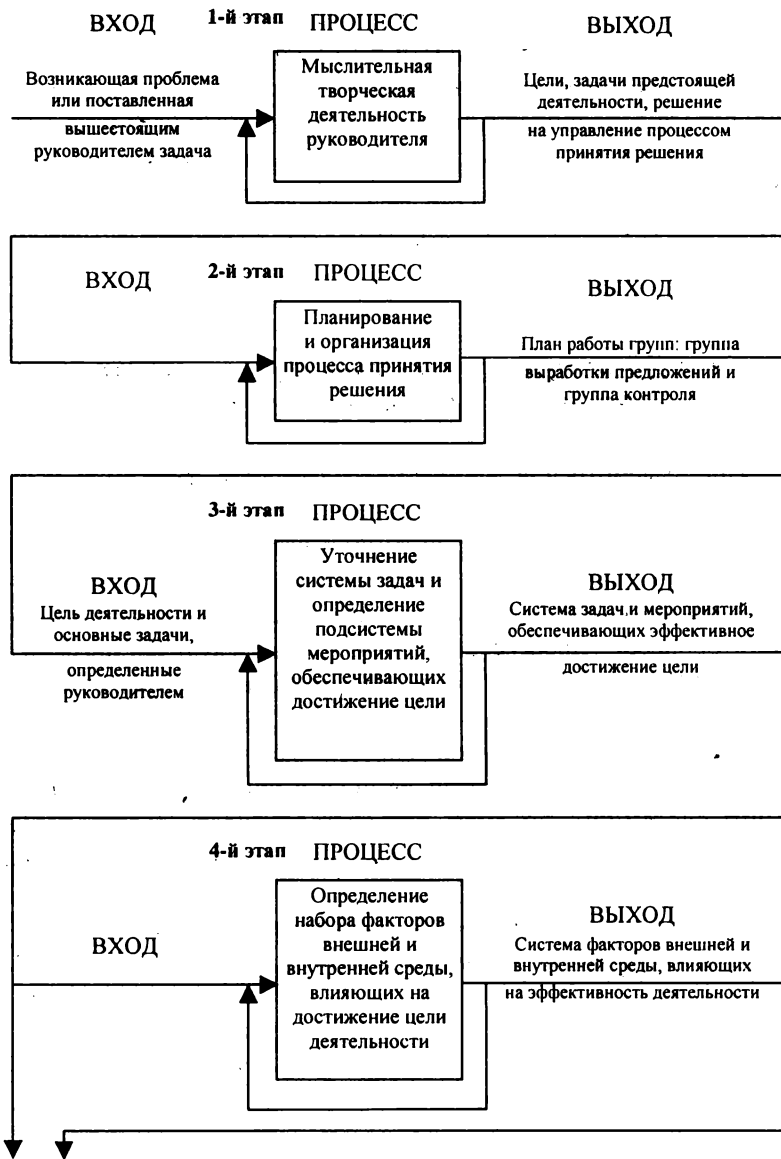 ВХОД
1-й этап
ПРОЦЕСС
ВЫХОД
Возникающая проблема
или поставленная
вышестоящим
руководителем задача
Мыслительная
творческая
деятельность
руководителя
Цели, задачи предстоящей
деятельности, решение
на управление процессом
принятия решения
ВХОД
2-й этап
ПРОЦЕСС
ВЫХОД
Планирование
и организация
процесса принятия
решения
План работы групп: группа
выработки предложений и
группа контроля
3-й этап
ПРОЦЕСС
ВХОД
Цель деятельности и
основные задачи,
определенные
руководителем
Уточнение
системы задач и
определение
подсистемы
мероприятий,
обеспечивающих
достижение цели
ВЫХОД
Система задач и мероприятий,
обеспечивающих эффективное
достижение цели
4-й этап
ПРОЦЕСС
ВХОД
Определение
набора факторов
внешней и
внутренней среды,
влияющих на
достижение цели
деятельности
ВЫХОД
Система факторов внешней и
внутренней среды, влияющих
на эффективность деятельности